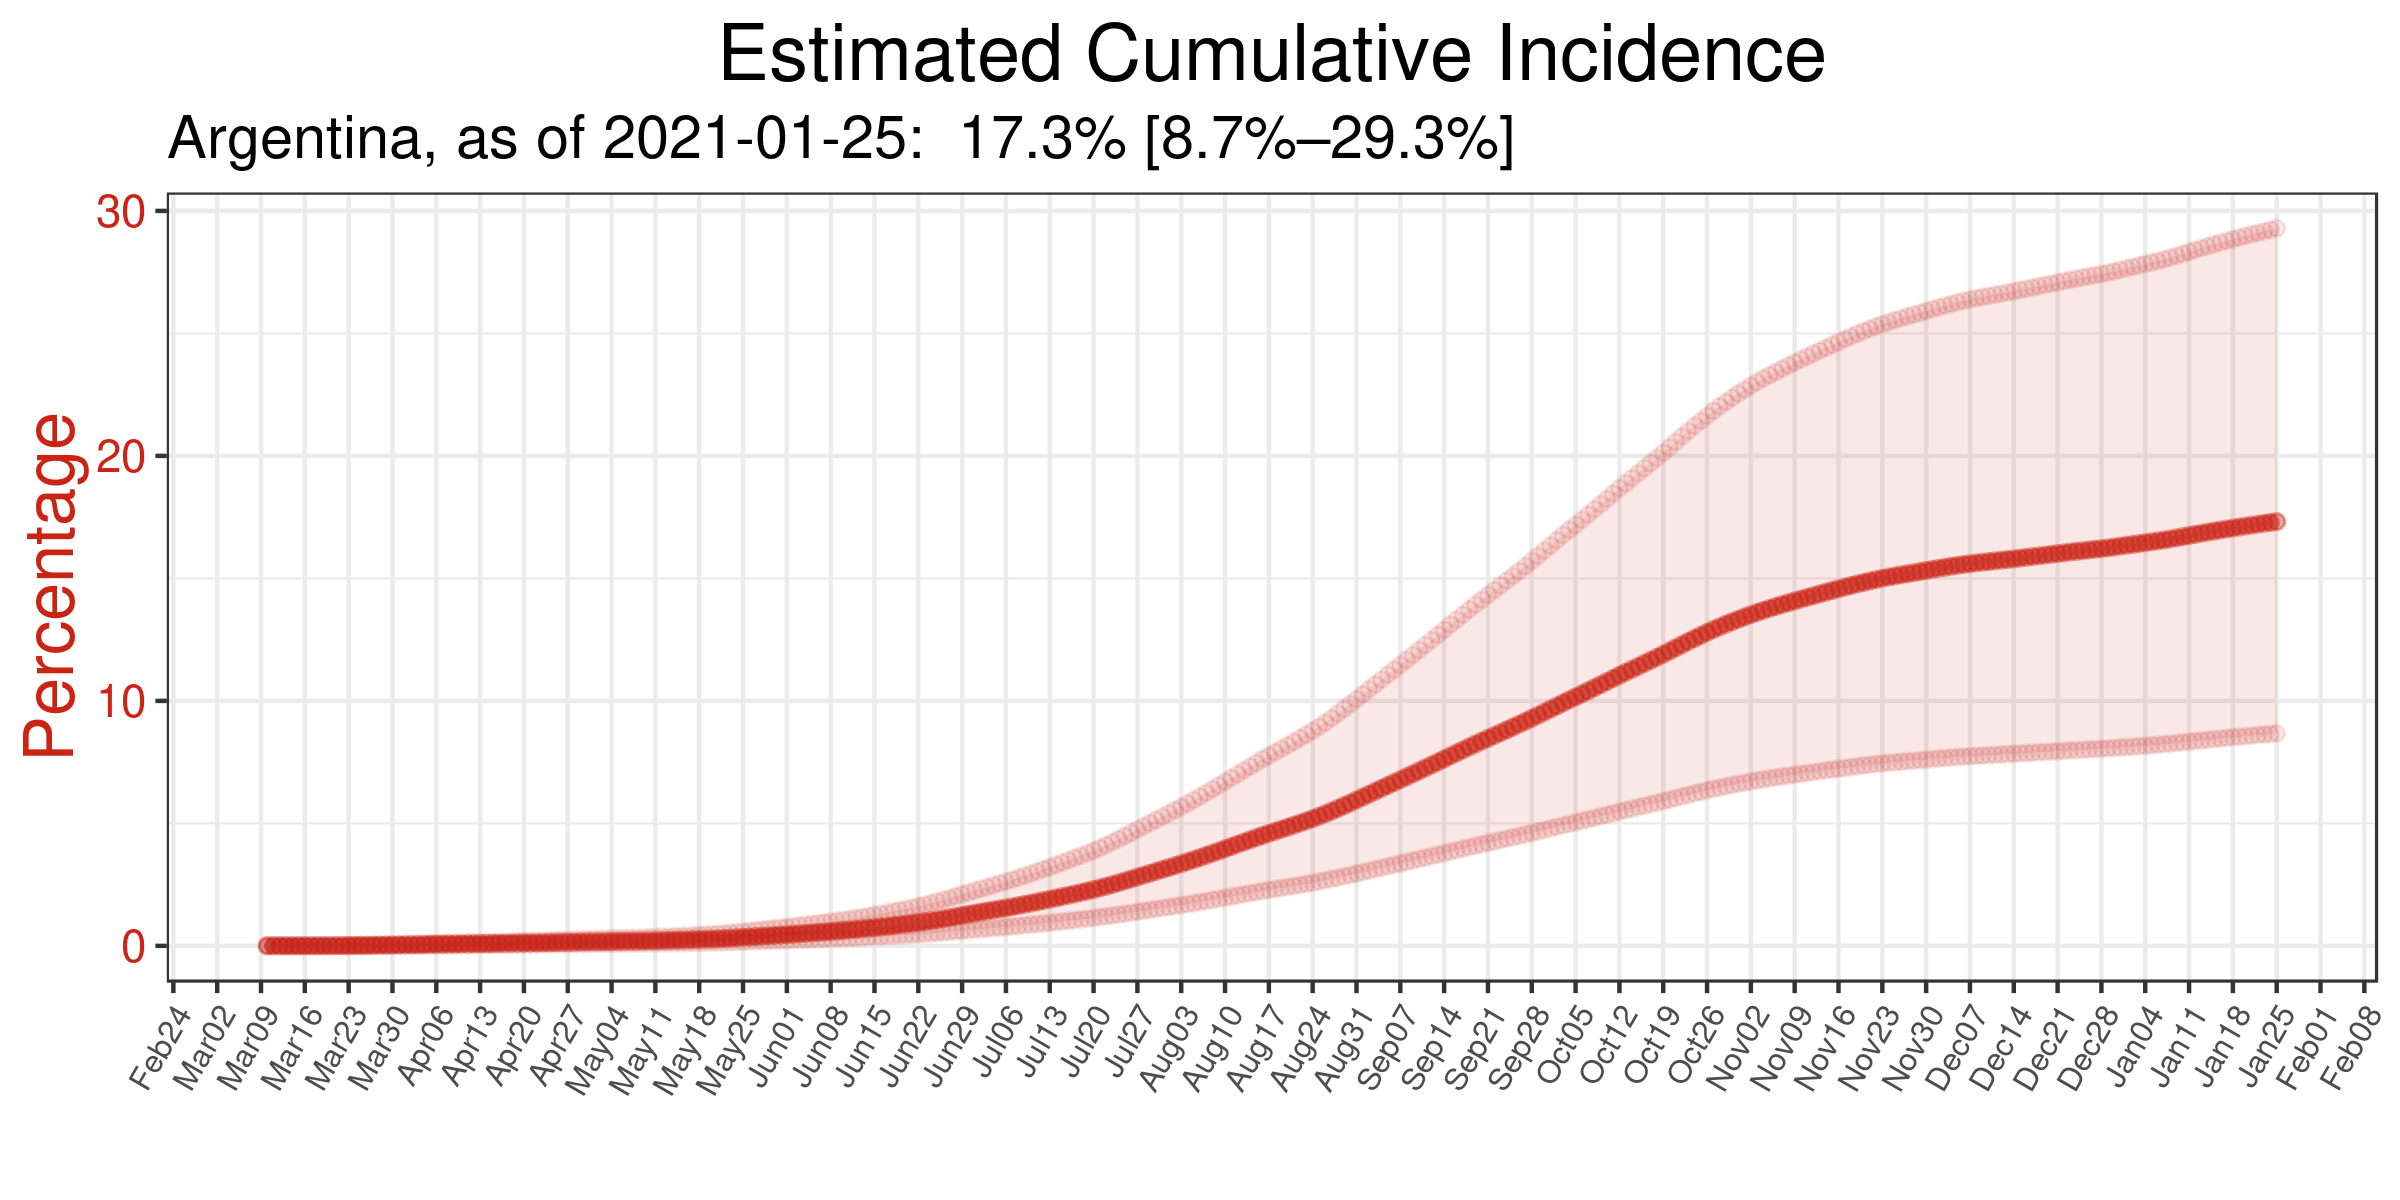 Estimated Cumulative Incidence
Argentina, as of 2021-01-25:  17.3% [8.7%–29.3%]
Percentage
30
20
10
0
Feb24
Mar02
Mar09
Mar16
Mar23
Mar30
Apr06
Apr13
Apr20
Apr27
May04
May11
May18
May25
Jun01
Jun08
Jun15
Jun22
Jun29
Jul06
Jul13
Jul20
Jul27
Aug03
Aug10
Aug17
Aug24
Aug31
Sep07
Sep14
Sep21
Sep28
Oct05
Oct12
Oct19
Oct26
Nov02
Nov09
Nov16
Nov23
Nov30
Dec07
Dec14
Dec21
Dec28
Jan04
Jan11
Jan18
Jan25
Feb01
Feb08